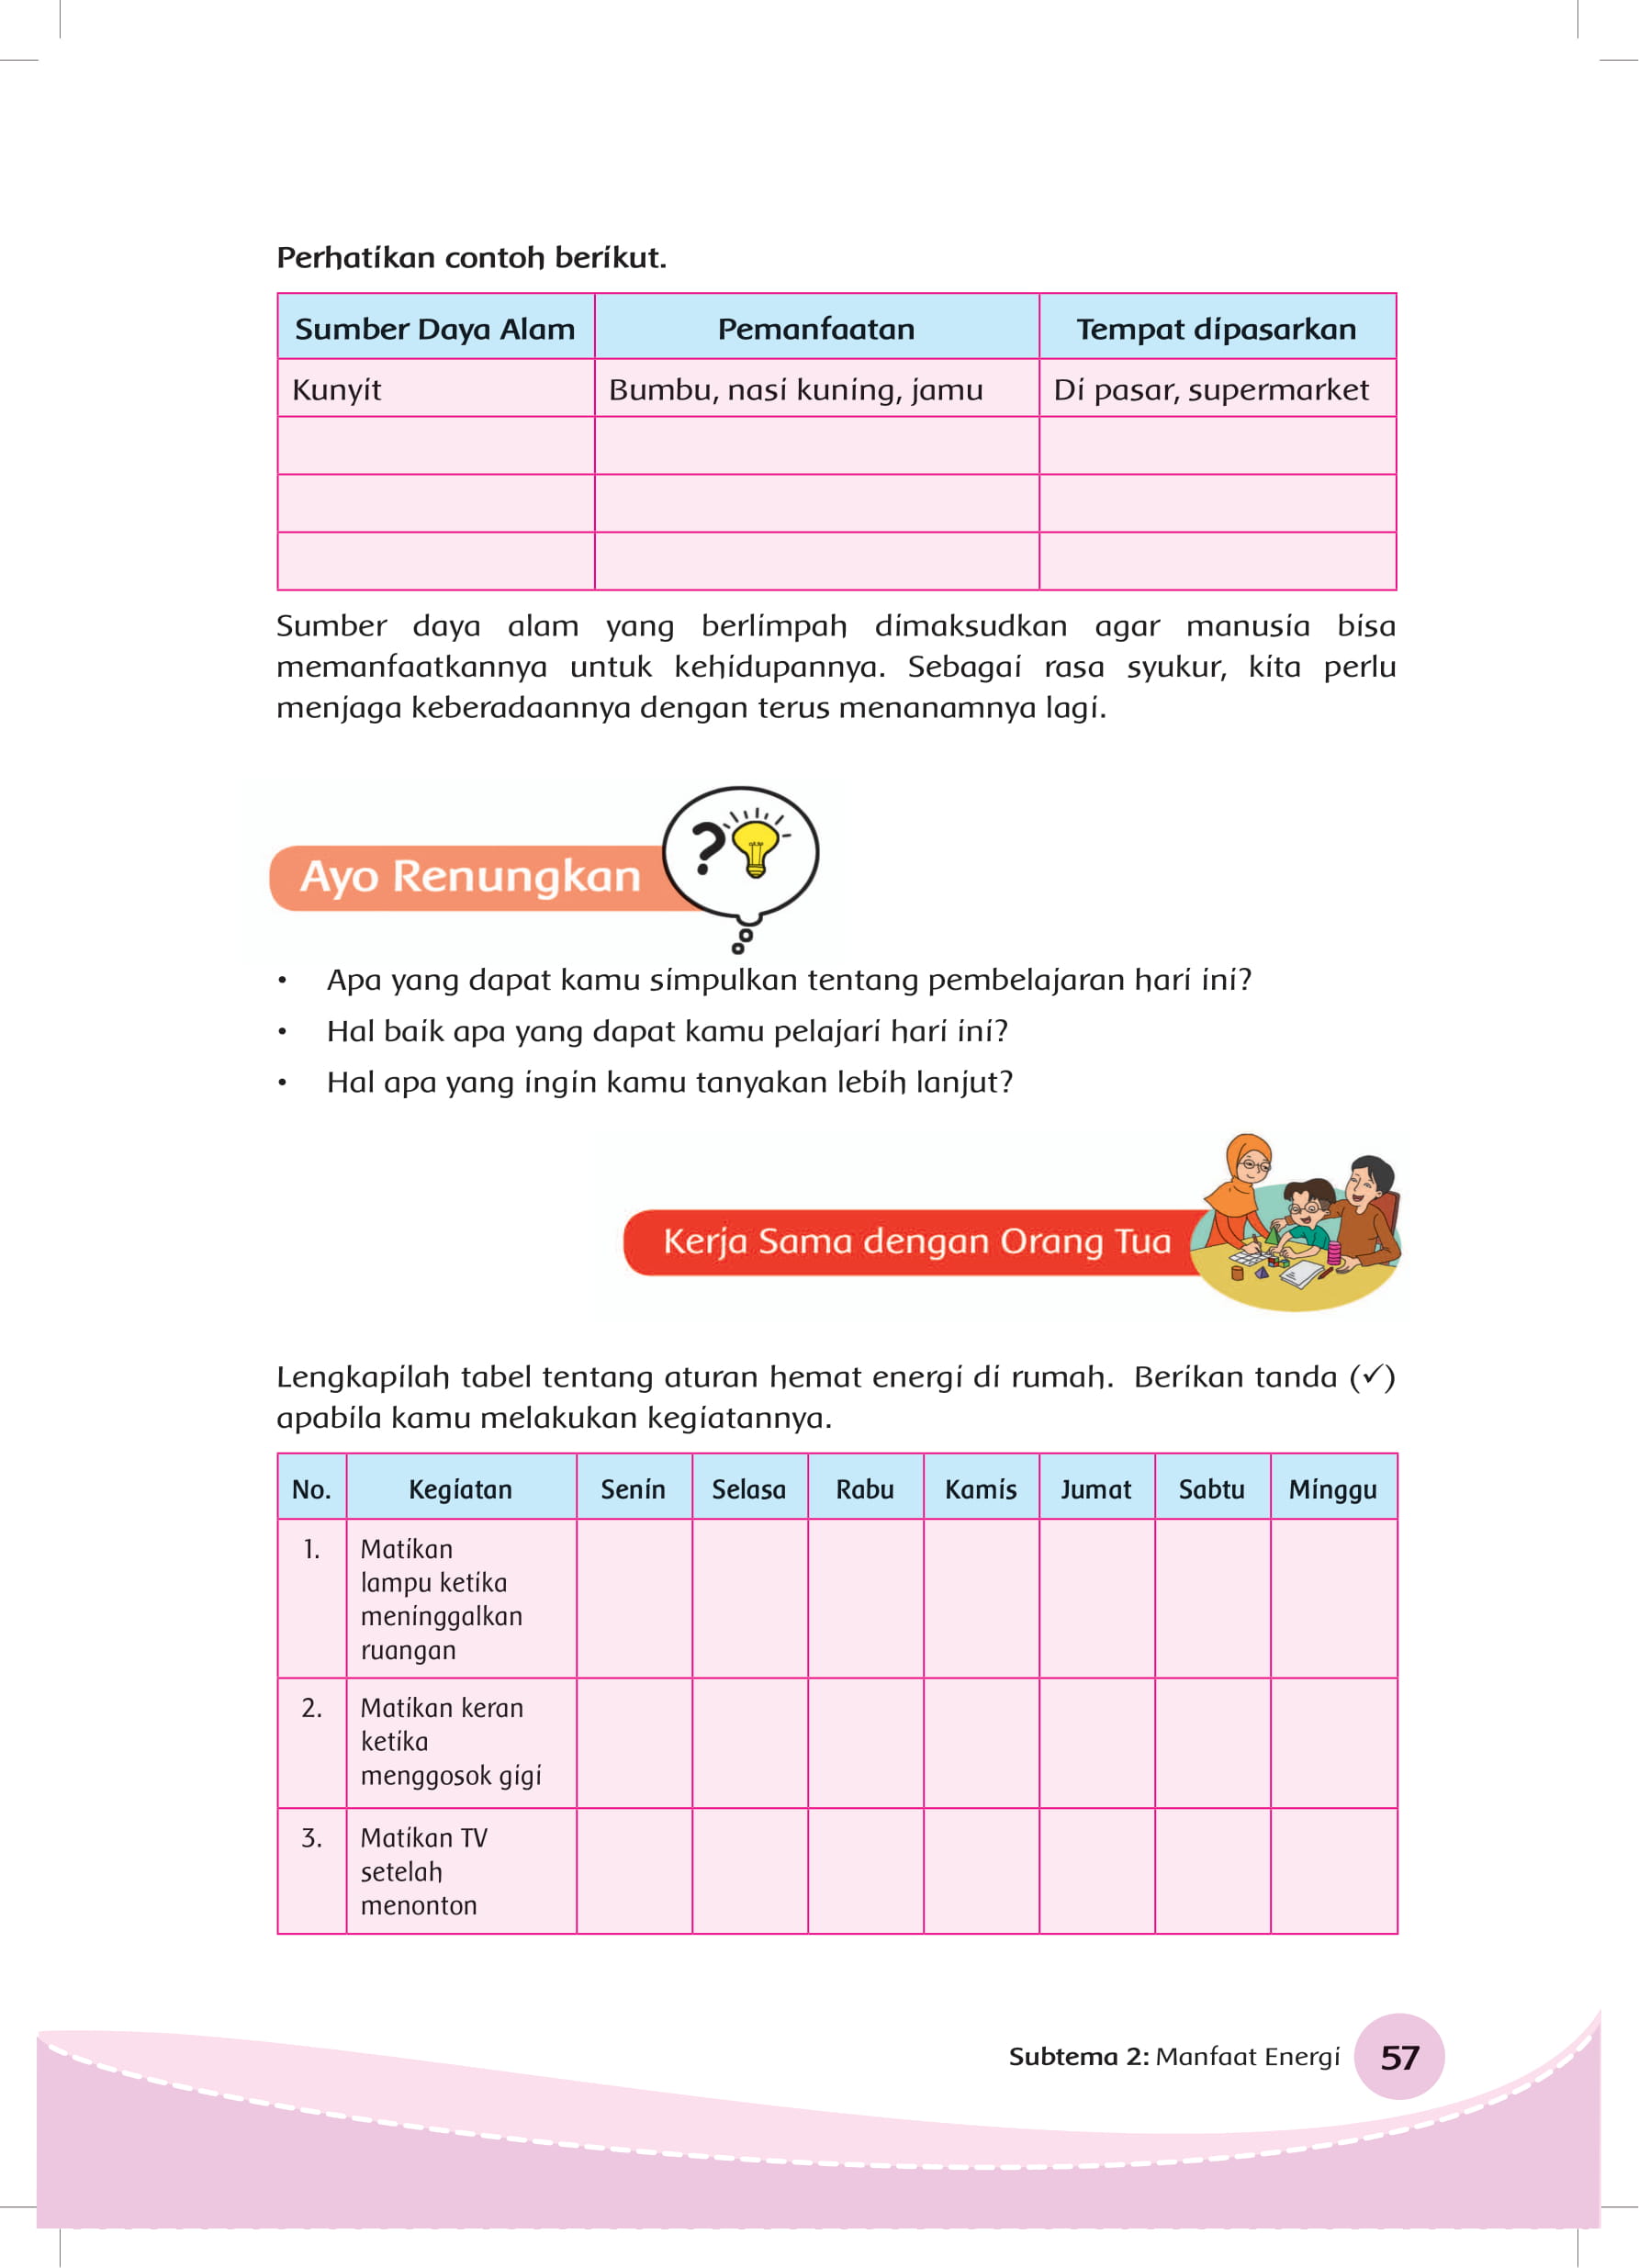 Perhatikan contoh berikut.
Sumber Daya Alam Pemanfaatan Tempat dipasarkan
Kunyit Bumbu, nasi kuning, jamu Di pasar, supermarket
Sumber daya alam yang berlimpah dimaksudkan agar manusia bisa
memanfaatkannya untuk kehidupannya. Sebagai rasa syukur, kita perlu
menjaga keberadaannya dengan terus menanamnya lagi.
?
Ayo Renungkan
• Apa yang dapat kamu simpulkan tentang pembelajaran hari ini?
• Hal baik apa yang dapat kamu pelajari hari ini?
• Hal apa yang ingin kamu tanyakan lebih lanjut?
Kerja Sama dengan Orang Tua
Lengkapilah tabel tentang aturan hemat energi di rumah. Berikan tanda (✓)
apabila kamu melakukan kegiatannya.
No. Kegiatan Senin Selasa Rabu Kamis Jumat Sabtu Minggu
1. Matikan
lampu ketika
meninggalkan
ruangan
2. Matikan keran
ketika
menggosok gigi
3. Matikan TV
setelah
menonton
Subtema 2: Manfaat Energi 57